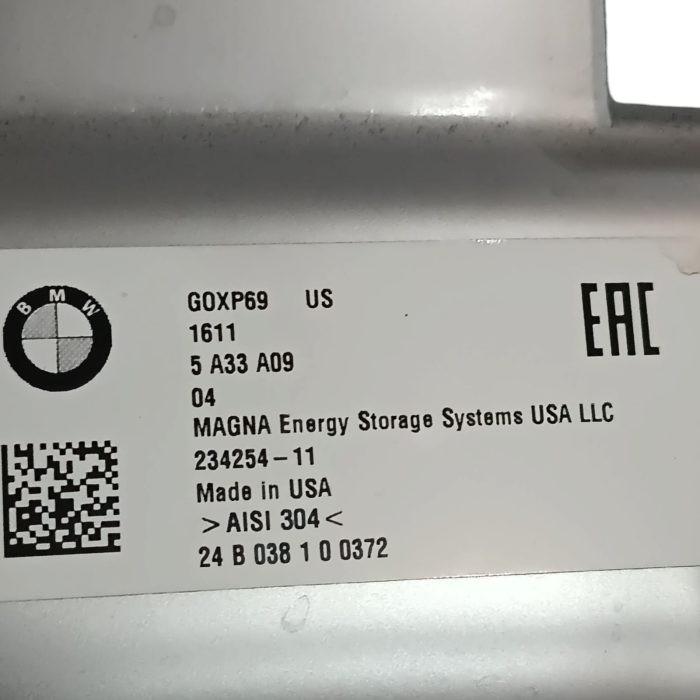 BMW
GOXP69 US
EAC
1611
5 A33 A09
04
MAGNA Energy Storage Systems USA LLC
234254-11
Made in USA
>AISI 304<
24 B 038 1 0 0372